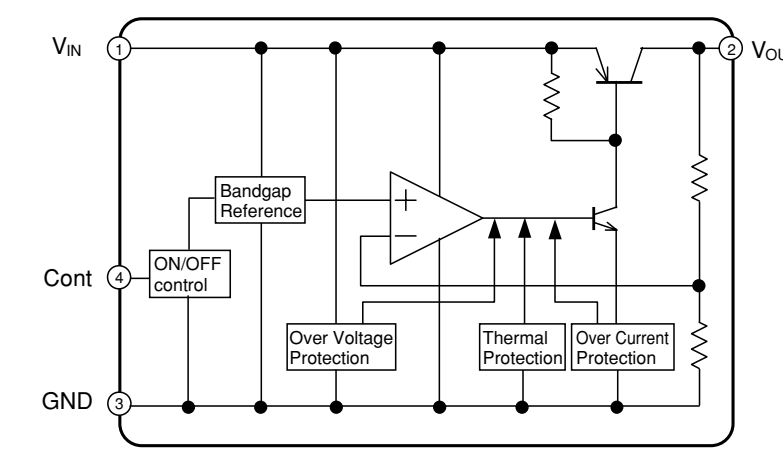 VIN
1
2
VOU
Bandgap
Reference
+
−
ON/OFF
control
Cont
4
Over Voltage
Protection
Thermal
Protection
Over Current
Protection
GND
3